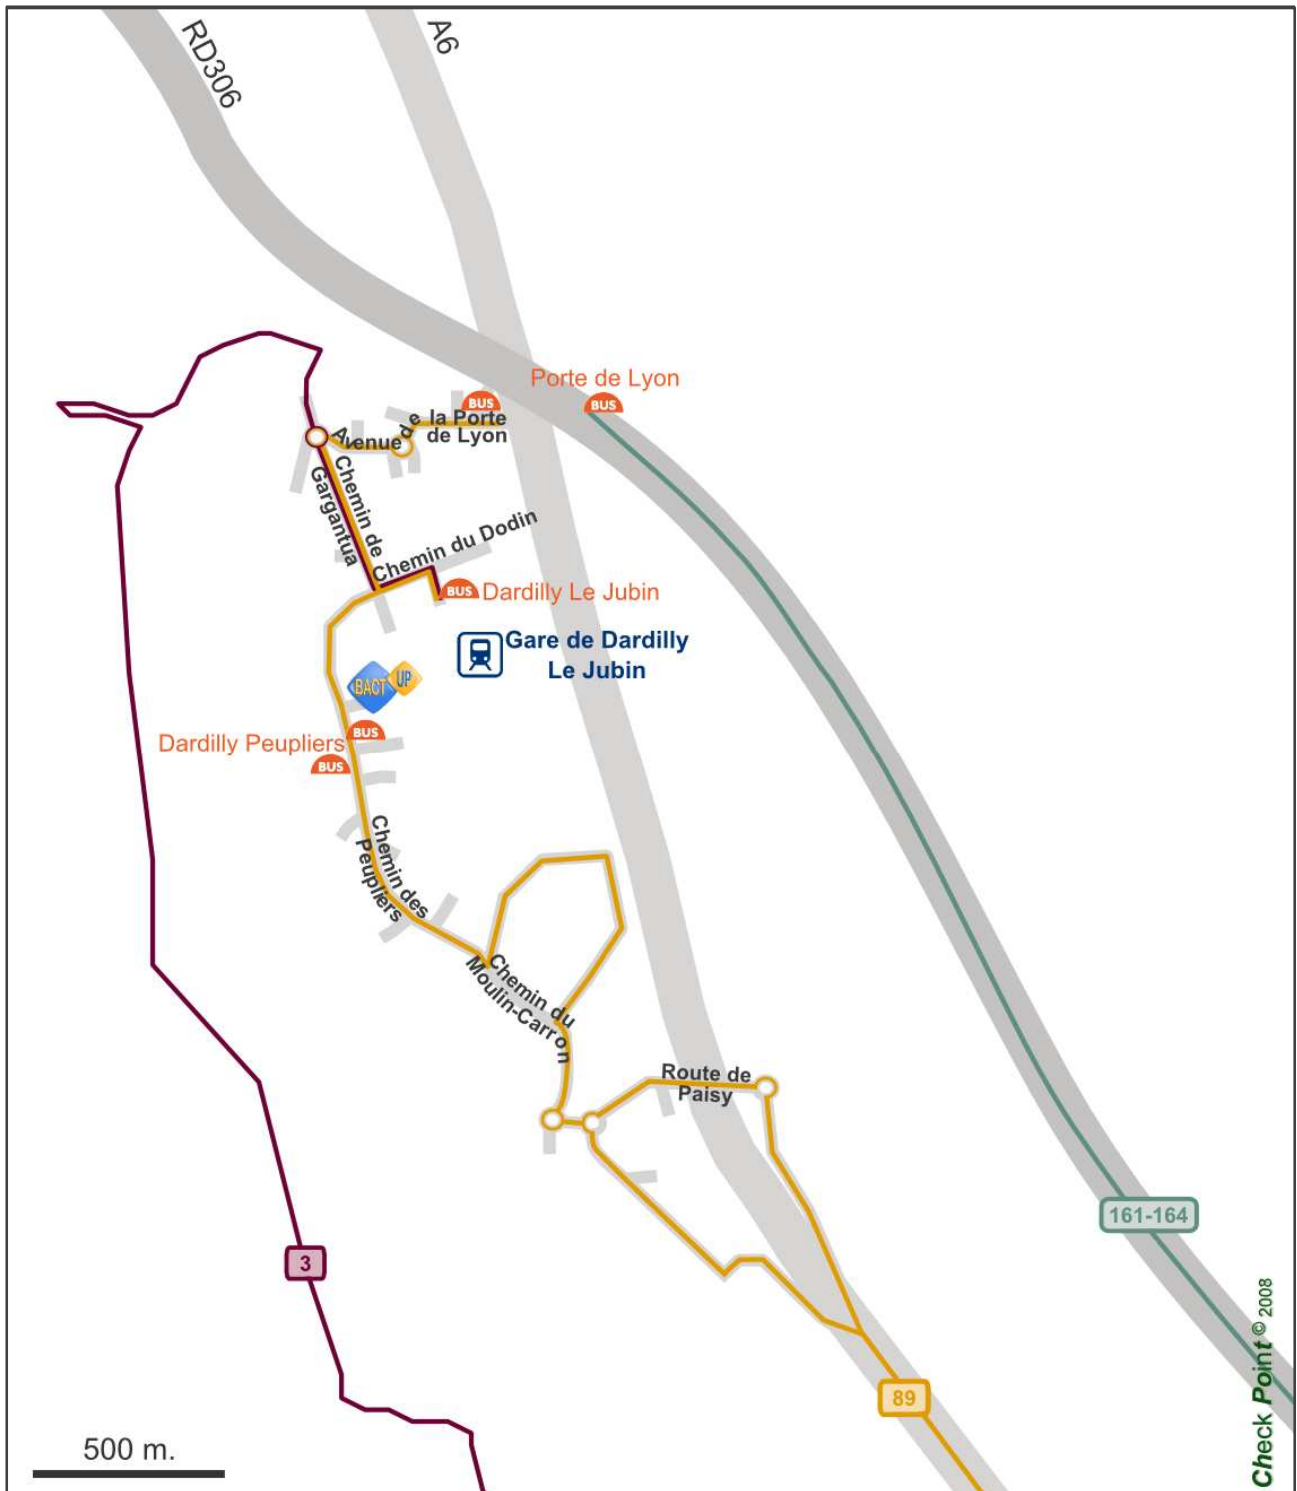 RD306
A6
Porte de Lyon
BUS
BUS
Avenue de la Porte
de Lyon
Chemin de
Gargantua
Chemin du Dodin
BUS
Dardilly Le Jubin
Gare de Dardilly
Le Jubin
BACT
UP
BUS
Dardilly Peupliers
BUS
Chemin des
Peupliers
Chemin du
Moulin-Carron
Route de
Paisy
161-164
3
89
500 m.
Check Point © 2008